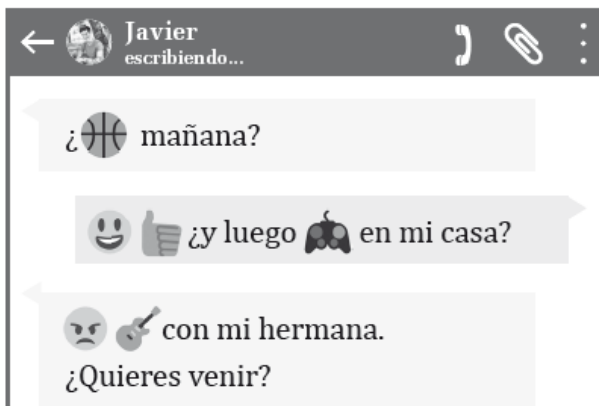 Javier
escribiendo...
¿🏀 mañana?
😃 👍 ¿y luego 🎮 en mi casa?
😠 🎸 con mi hermana.
¿Quieres venir?